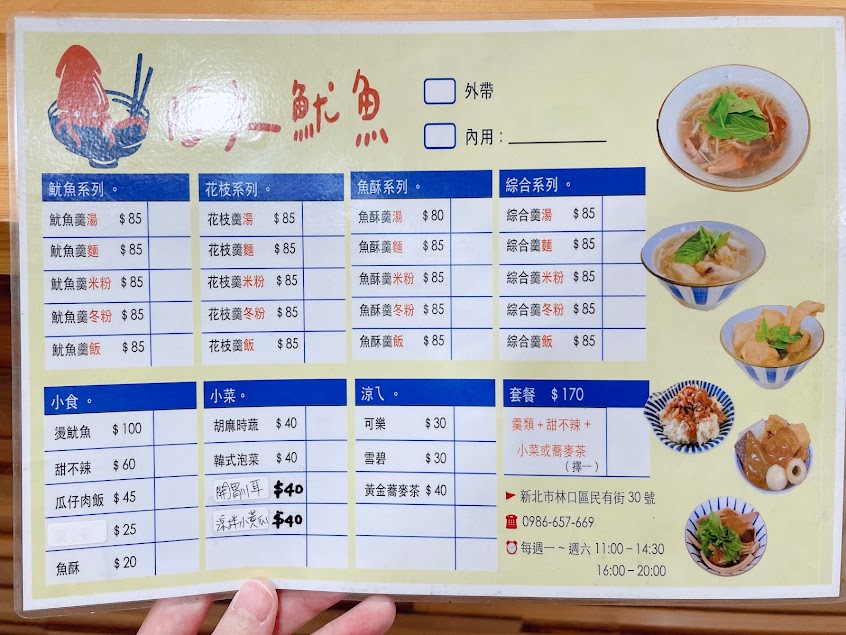 魷魚
外帶
內用：
魷魚系列。
魷魚羹湯 $85
魷魚羹麵 $85
魷魚羹米粉 $85
魷魚羹冬粉 $85
魷魚羹飯 $85
花枝系列。
花枝羹湯 $85
花枝羹麵 $85
花枝羹米粉 $85
花枝羹冬粉 $85
花枝羹飯 $85
魚酥系列。
魚酥羹湯 $80
魚酥羹麵 $85
魚酥羹米粉 $85
魚酥羹冬粉 $85
魚酥羹飯 $85
綜合系列。
綜合羹湯 $85
綜合羹麵 $85
綜合羹米粉 $85
綜合羹冬粉 $85
綜合羹飯 $85
小食。
燙魷魚 $100
甜不辣 $60
瓜仔肉飯 $45
$25
魚酥 $20
小菜。
胡麻時蔬 $40
韓式泡菜 $40
開胃川耳 $40
涼拌小黃瓜 $40
涼ㄟ。
可樂 $30
雪碧 $30
黃金蕎麥茶 $40
套餐 $170
羹類+甜不辣+
小菜或蕎麥茶
（擇一）
新北市林口區民有街 30 號
0986-657-669
每週一~週六 11:00-14:30
16:00-20:00